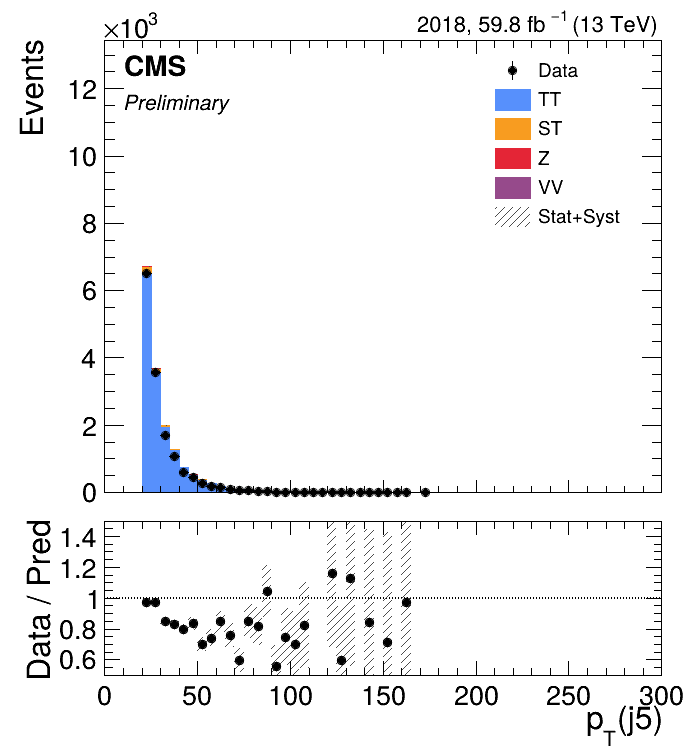 ×10³
2018, 59.8 fb⁻¹ (13 TeV)
CMS
Preliminary
Events
12
10
8
6
4
2
0
Data
TT
ST
Z
VV
Stat+Syst
Data / Pred
1.4
1.2
1
0.8
0.6
0 50 100 150 200 250 300
p_T(j5)